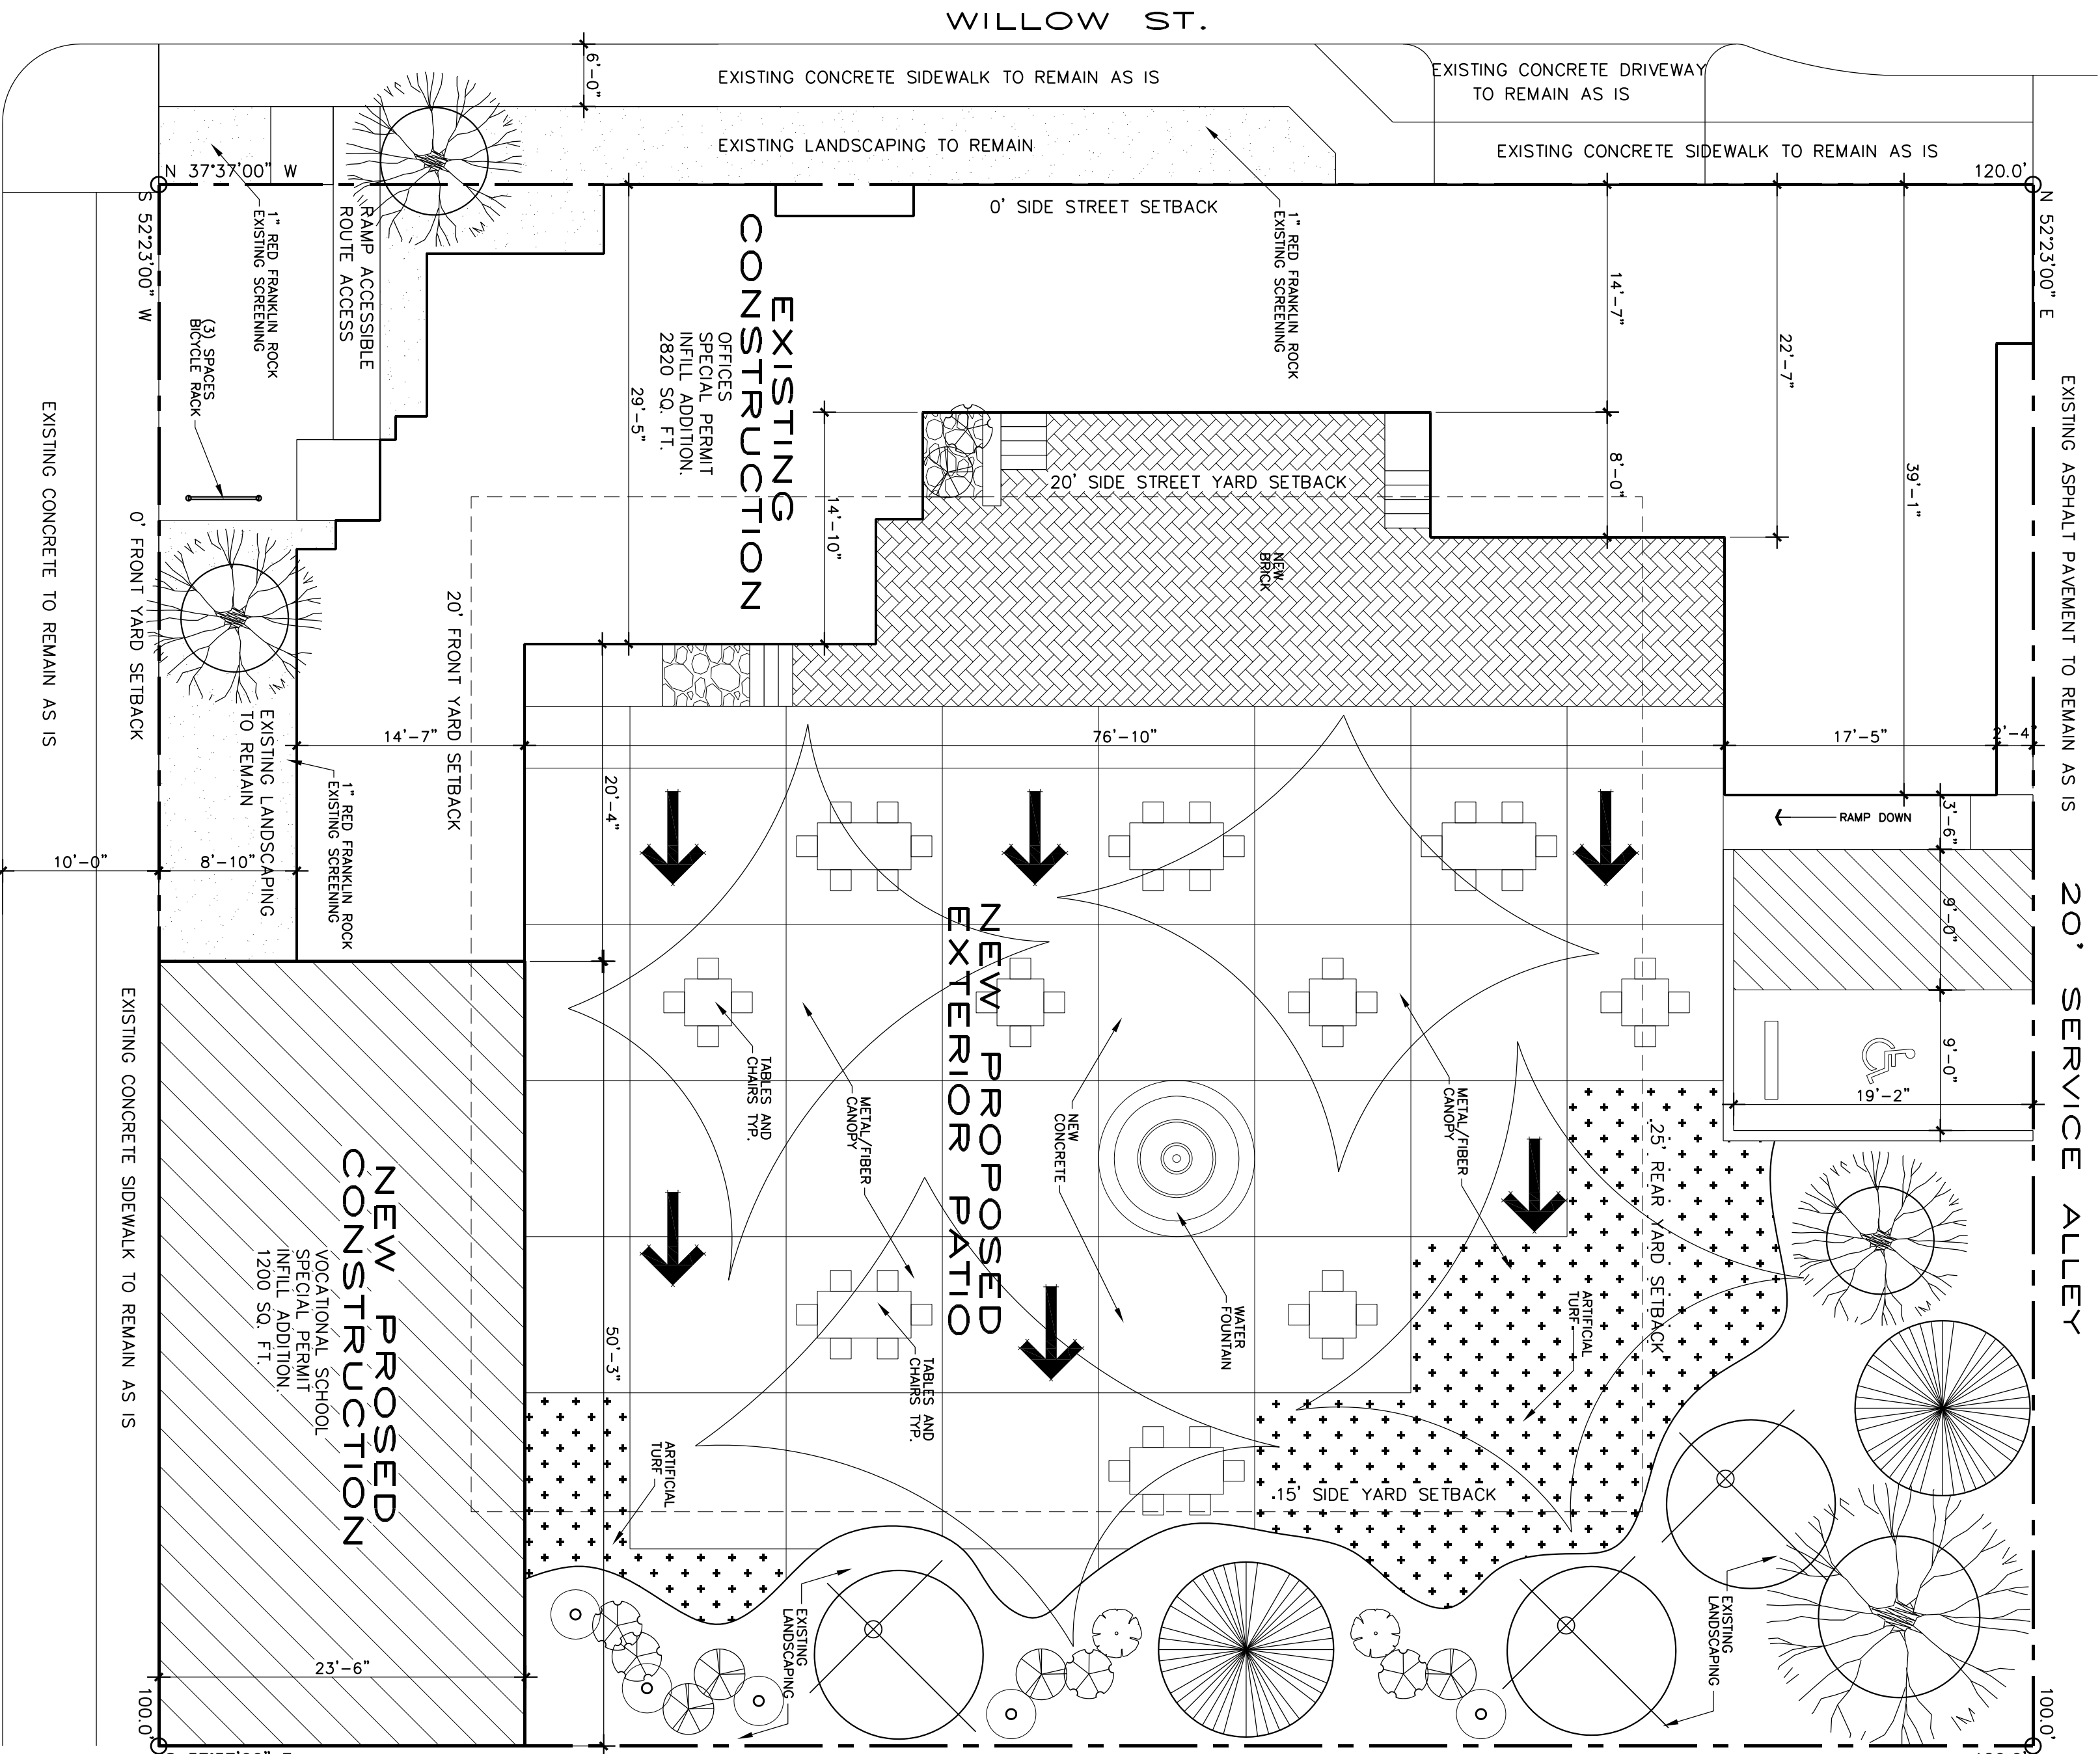 WILLOW ST.
6'-0"
EXISTING CONCRETE SIDEWALK TO REMAIN AS IS
EXISTING CONCRETE DRIVEWAY
TO REMAIN AS IS
EXISTING LANDSCAPING TO REMAIN
EXISTING CONCRETE SIDEWALK TO REMAIN AS IS
N 37°37'00" W
120.0'
S 52°23'00" W
N 52°23'00" E
0' SIDE STREET SETBACK
1" RED FRANKLIN ROCK
EXISTING SCREENING
RAMP ACCESSIBLE
ROUTE ACCESS
(3) SPACES
BICYCLE RACK
EXISTING
CONSTRUCTION
OFFICES
SPECIAL PERMIT
INFILL ADDITION.
2820 SQ. FT.
29'-5"
1" RED FRANKLIN ROCK
EXISTING SCREENING
14'-7"
22'-7"
39'-1"
8'-0"
14'-10"
20' SIDE STREET YARD SETBACK
NEW
BRICK
EXISTING ASPHALT PAVEMENT TO REMAIN AS IS
20' SERVICE ALLEY
EXISTING CONCRETE TO REMAIN AS IS
0' FRONT YARD SETBACK
20' FRONT YARD SETBACK
EXISTING LANDSCAPING
TO REMAIN
1" RED FRANKLIN ROCK
EXISTING SCREENING
14'-7"
76'-10"
17'-5"
2'-4"
20'-4"
10'-0"
8'-10"
RAMP DOWN
3'-6"
9'-0"
9'-0"
19'-2"
NEW PROPOSED
EXTERIOR PATIO
TABLES AND
CHAIRS TYP.
METAL/FIBER
CANOPY
NEW
CONCRETE
METAL/FIBER
CANOPY
25' REAR YARD SETBACK
WATER
FOUNTAIN
ARTIFICIAL
TURF
TABLES AND
CHAIRS TYP.
50'-3"
ARTIFICIAL
TURF
15' SIDE YARD SETBACK
EXISTING CONCRETE SIDEWALK TO REMAIN AS IS
NEW PROSED
CONSTRUCTION
VOCATIONAL SCHOOL
SPECIAL PERMIT
INFILL ADDITION.
1200 SQ. FT.
EXISTING
LANDSCAPING
EXISTING
LANDSCAPING
23'-6"
100.0'
100.0'